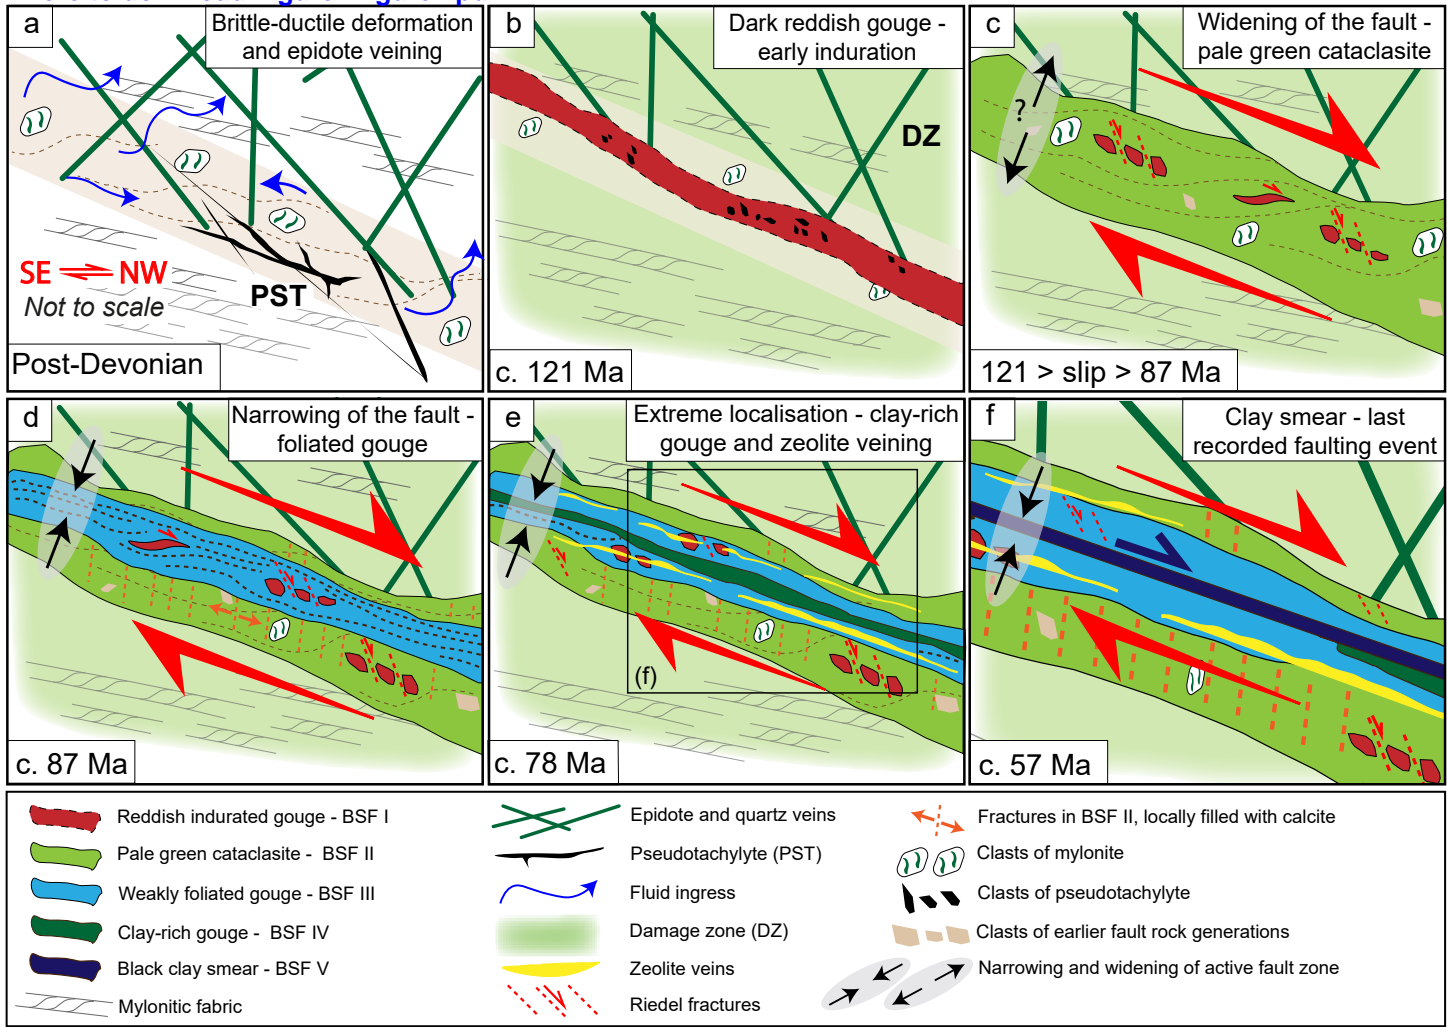 a
Brittle-ductile deformation
and epidote veining
SE NW
Not to scale
PST
Post-Devonian
b
Dark reddish gouge -
early induration
DZ
c. 121 Ma
c
Widening of the fault -
pale green cataclasite
?
121 > slip > 87 Ma
d
Narrowing of the fault -
foliated gouge
c. 87 Ma
e
Extreme localisation - clay-rich
gouge and zeolite veining
(f)
c. 78 Ma
f
Clay smear - last
recorded faulting event
c. 57 Ma
Reddish indurated gouge - BSF I
Pale green cataclasite - BSF II
Weakly foliated gouge - BSF III
Clay-rich gouge - BSF IV
Black clay smear - BSF V
Mylonitic fabric
Epidote and quartz veins
Pseudotachylyte (PST)
Fluid ingress
Damage zone (DZ)
Zeolite veins
Riedel fractures
Fractures in BSF II, locally filled with calcite
Clasts of mylonite
Clasts of pseudotachylyte
Clasts of earlier fault rock generations
Narrowing and widening of active fault zone